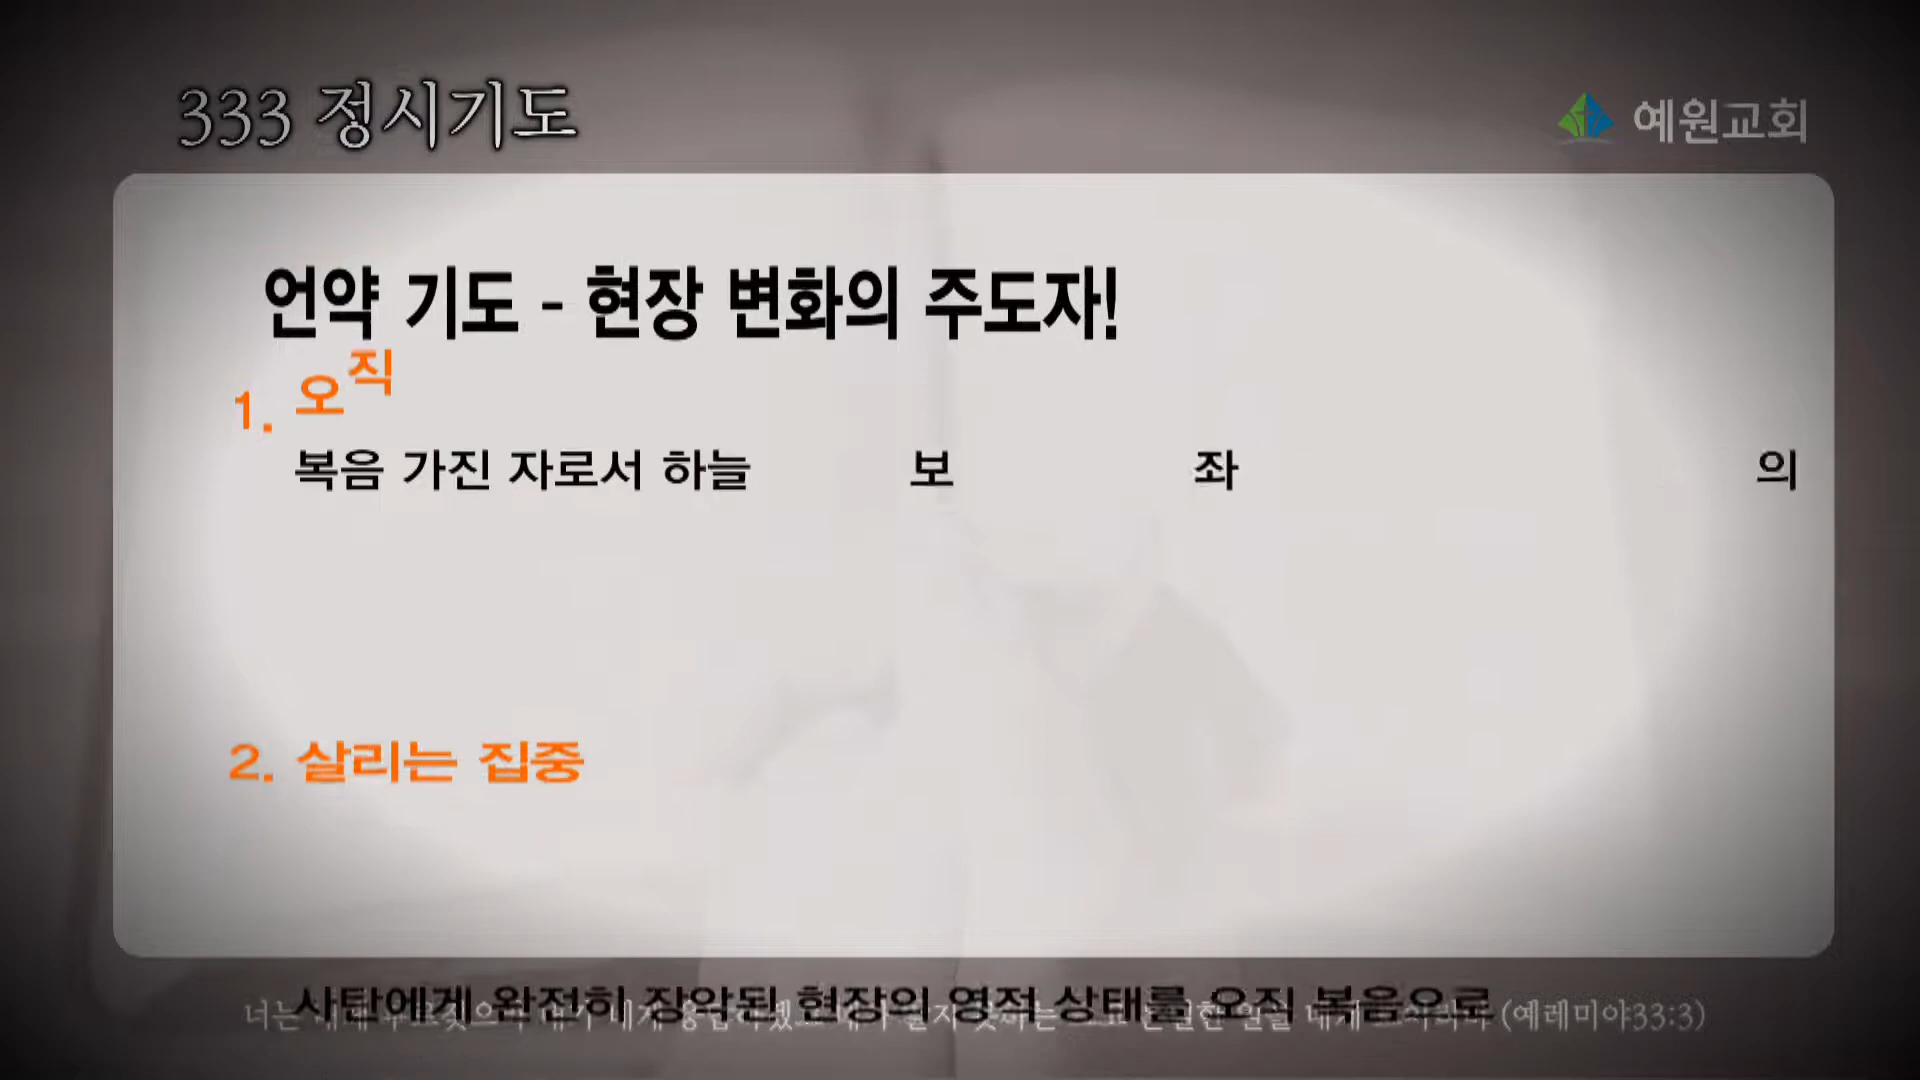 333 정시기도
예원교회
언약 기도 - 현장 변화의 주도자!
1. 오직
복음 가진 자로서 하늘 보 좌 의
2. 살리는 집중
사탄에게 완전히 장악된 현장의 영적 상태를 오직 복음으로
너는 (예레미야33:3)